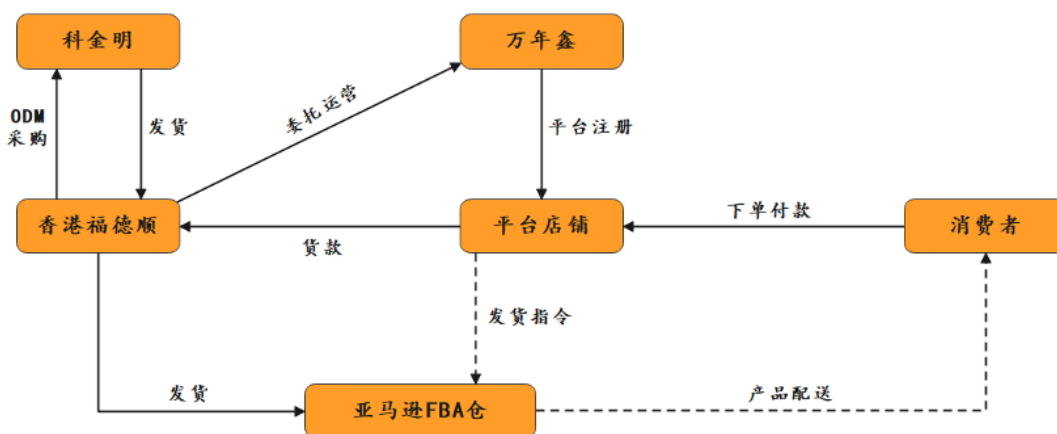 科金明
万年鑫
ODM
采购
发货
委托运营
平台注册
香港福德顺
平台店铺
消费者
下单付款
货款
发货指令
发货
亚马逊FBA仓
产品配送